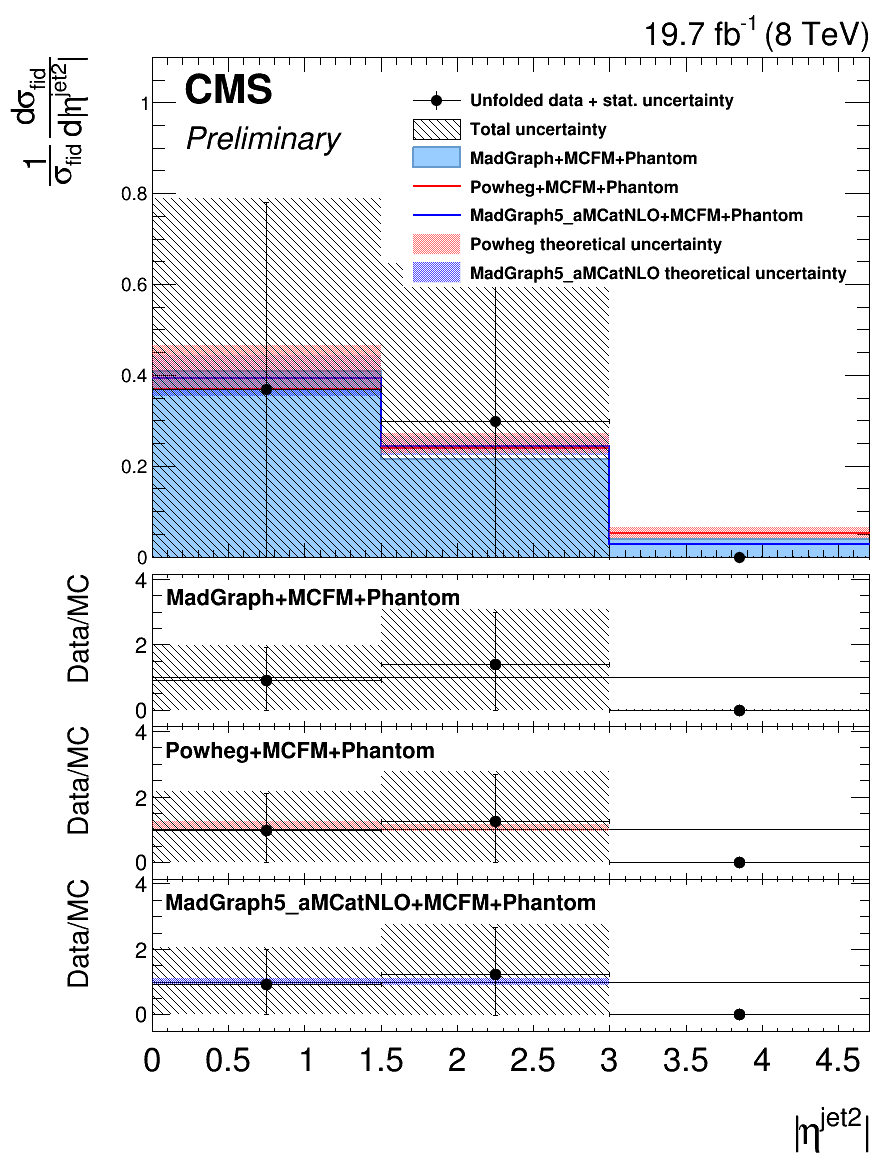 19.7 fb-1 (8 TeV)
1/σfid dσfid/d|ηjet2|
CMS
Preliminary
Unfolded data + stat. uncertainty
Total uncertainty
MadGraph+MCFM+Phantom
Powheg+MCFM+Phantom
MadGraph5_aMCatNLO+MCFM+Phantom
Powheg theoretical uncertainty
MadGraph5_aMCatNLO theoretical uncertainty
1
0.8
0.6
0.4
0.2
0
Data/MC
MadGraph+MCFM+Phantom
4
2
0
Data/MC
Powheg+MCFM+Phantom
4
2
0
Data/MC
MadGraph5_aMCatNLO+MCFM+Phantom
4
2
0
0 0.5 1 1.5 2 2.5 3 3.5 4 4.5
|ηjet2|